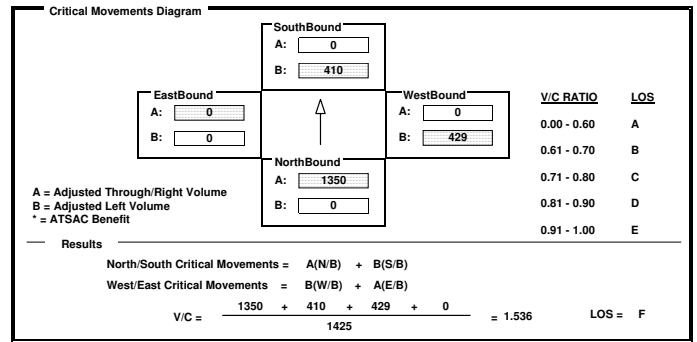 Critical Movements Diagram
SouthBound
A: 0
B: 410
EastBound
A: 0
B: 0
WestBound
A: 0
B: 429
NorthBound
A: 1350
B: 0
V/C RATIO LOS
0.00 - 0.60 A
0.61 - 0.70 B
0.71 - 0.80 C
0.81 - 0.90 D
0.91 - 1.00 E
A = Adjusted Through/Right Volume
B = Adjusted Left Volume
* = ATSAC Benefit
Results
North/South Critical Movements = A(N/B) + B(S/B)
West/East Critical Movements = B(W/B) + A(E/B)
V/C = 1350 + 410 + 429 + 0 = 1.536 LOS = F
1425